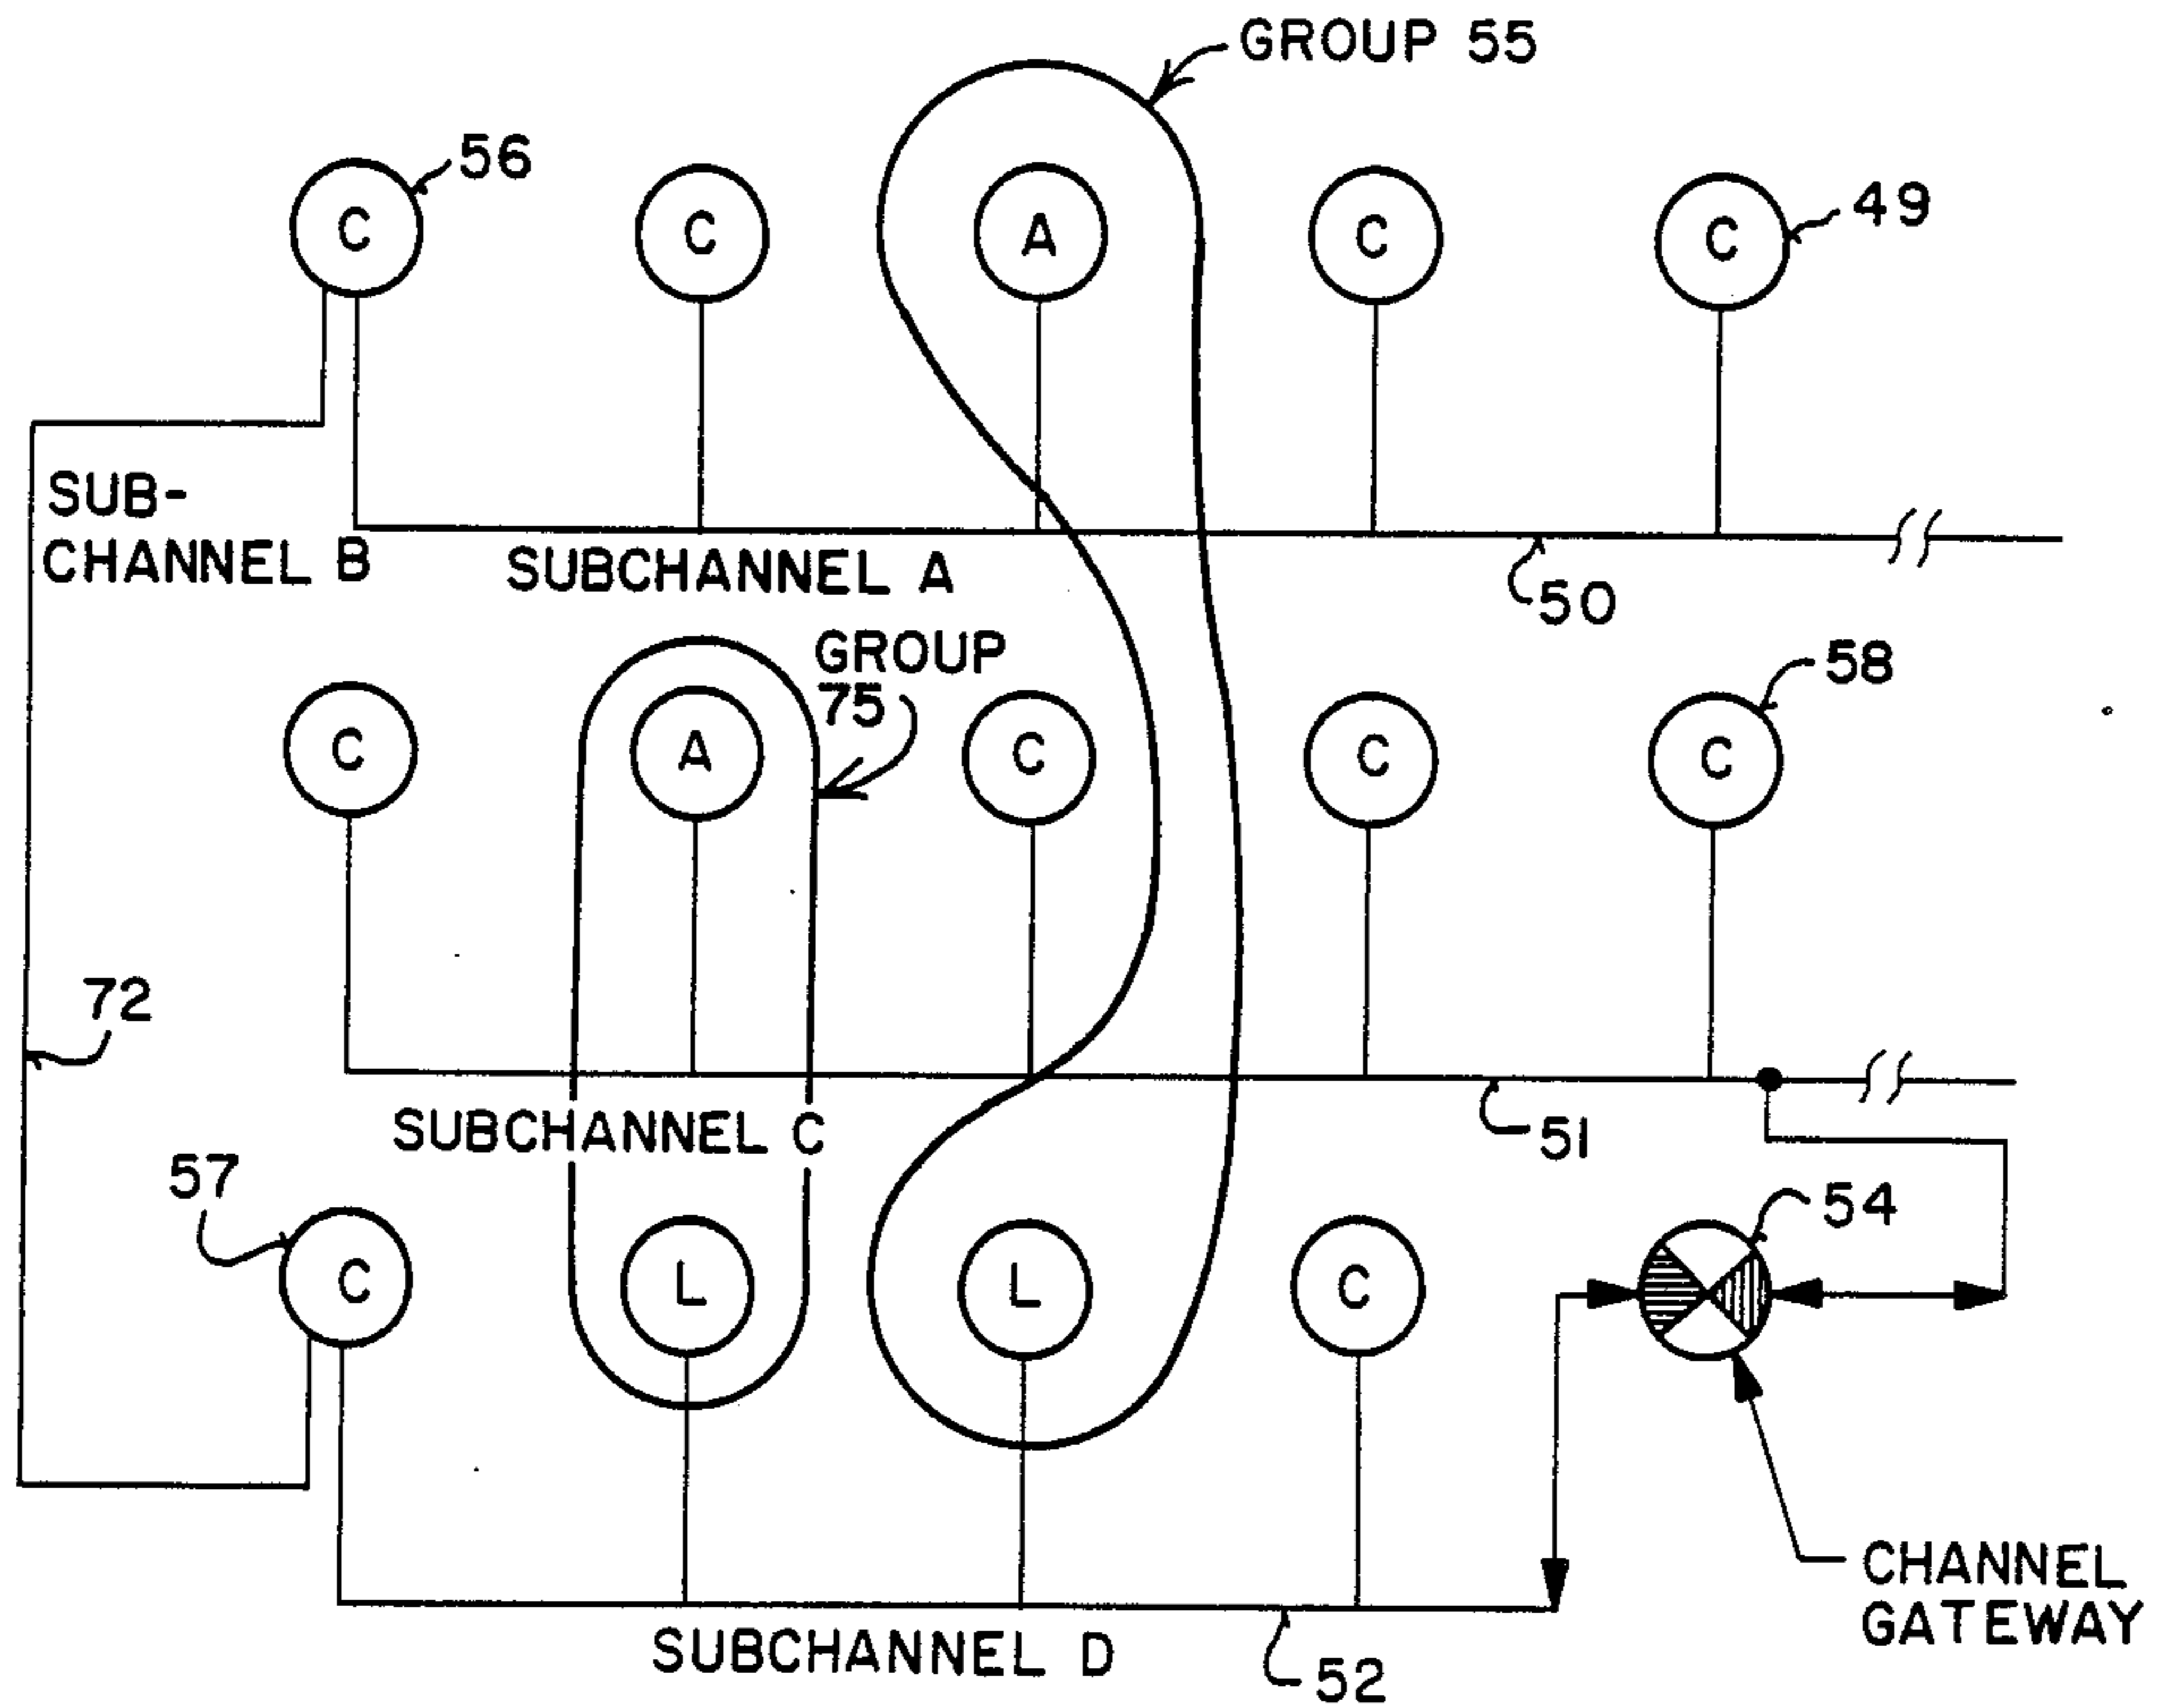 GROUP 55
56
C
C
A
C
C
49
SUB-
CHANNEL B
SUBCHANNEL A
50
GROUP
75
58
C
A
C
C
C
72
SUBCHANNEL C
51
57
54
C
L
L
C
CHANNEL
GATEWAY
SUBCHANNEL D
52